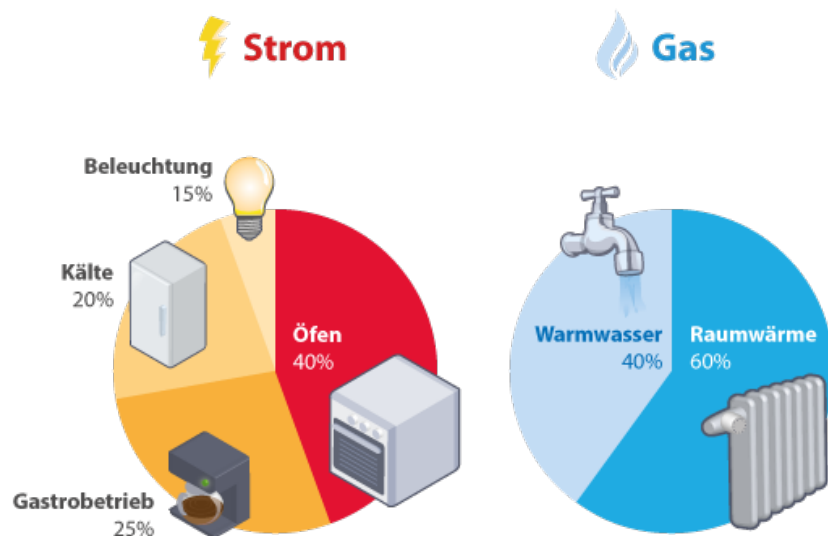 Strom
Beleuchtung
15%
Kälte
20%
Öfen
40%
Gastrobetrieb
25%
Gas
Warmwasser
40%
Raumwärme
60%